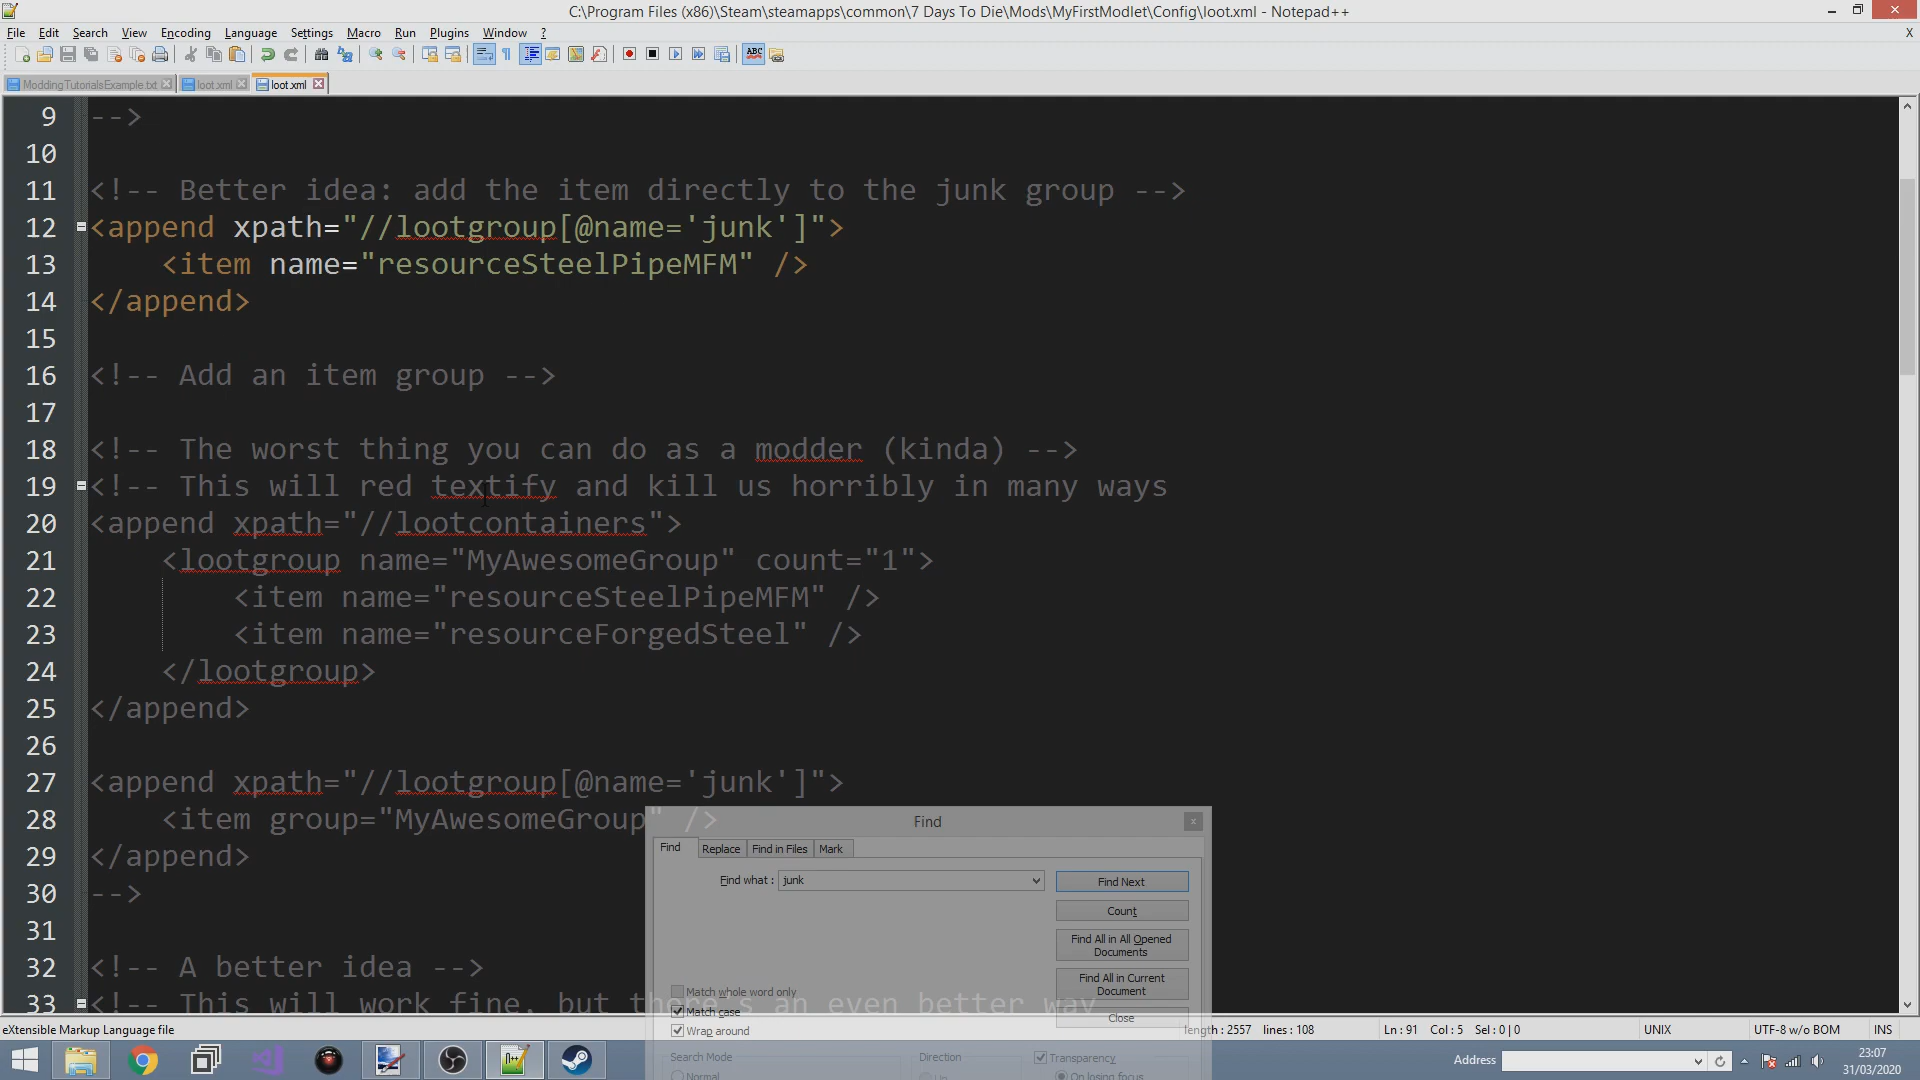 C:\Program Files (x86)\Steam\steamapps\common\7 Days To Die\Mods\MyFirstModlet\Config\loot.xml - Notepad++
File Edit Search View Encoding Language Settings Macro Run Plugins Window ? X
ModdingTutorialsExample.txt loot.xml loot.xml
9 -->
10
11 <!-- Better idea: add the item directly to the junk group -->
12 <append xpath="//lootgroup[@name='junk']">
13 <item name="resourceSteelPipeMFM" />
14 </append>
15
16 <!-- Add an item group -->
17
18 <!-- The worst thing you can do as a modder (kinda) -->
19 <!-- This will red textify and kill us horribly in many ways
20 <append xpath="//lootcontainers">
21 <lootgroup name="MyAwesomeGroup" count="1">
22 <item name="resourceSteelPipeMFM" />
23 <item name="resourceForgedSteel" />
24 </lootgroup>
25 </append>
26
27 <append xpath="//lootgroup[@name='junk']">
28 <item group="MyAwesomeGroup" />
29 </append>
30 -->
31
32 <!-- A better idea -->
33 <!-- This will work fine, but there's an even better way
Find
Find Replace Find in Files Mark
Find what : junk
Find Next
Count
Find All in All Opened Documents
Find All in Current Document
Close
Match whole word only
Match case
Wrap around
Search Mode
Normal
Direction
Up
Transparency
On losing focus
eXtensible Markup Language file length : 2557 lines : 108 Ln : 91 Col : 5 Sel : 0 | 0 UNIX UTF-8 w/o BOM INS
Address
23:07
31/03/2020